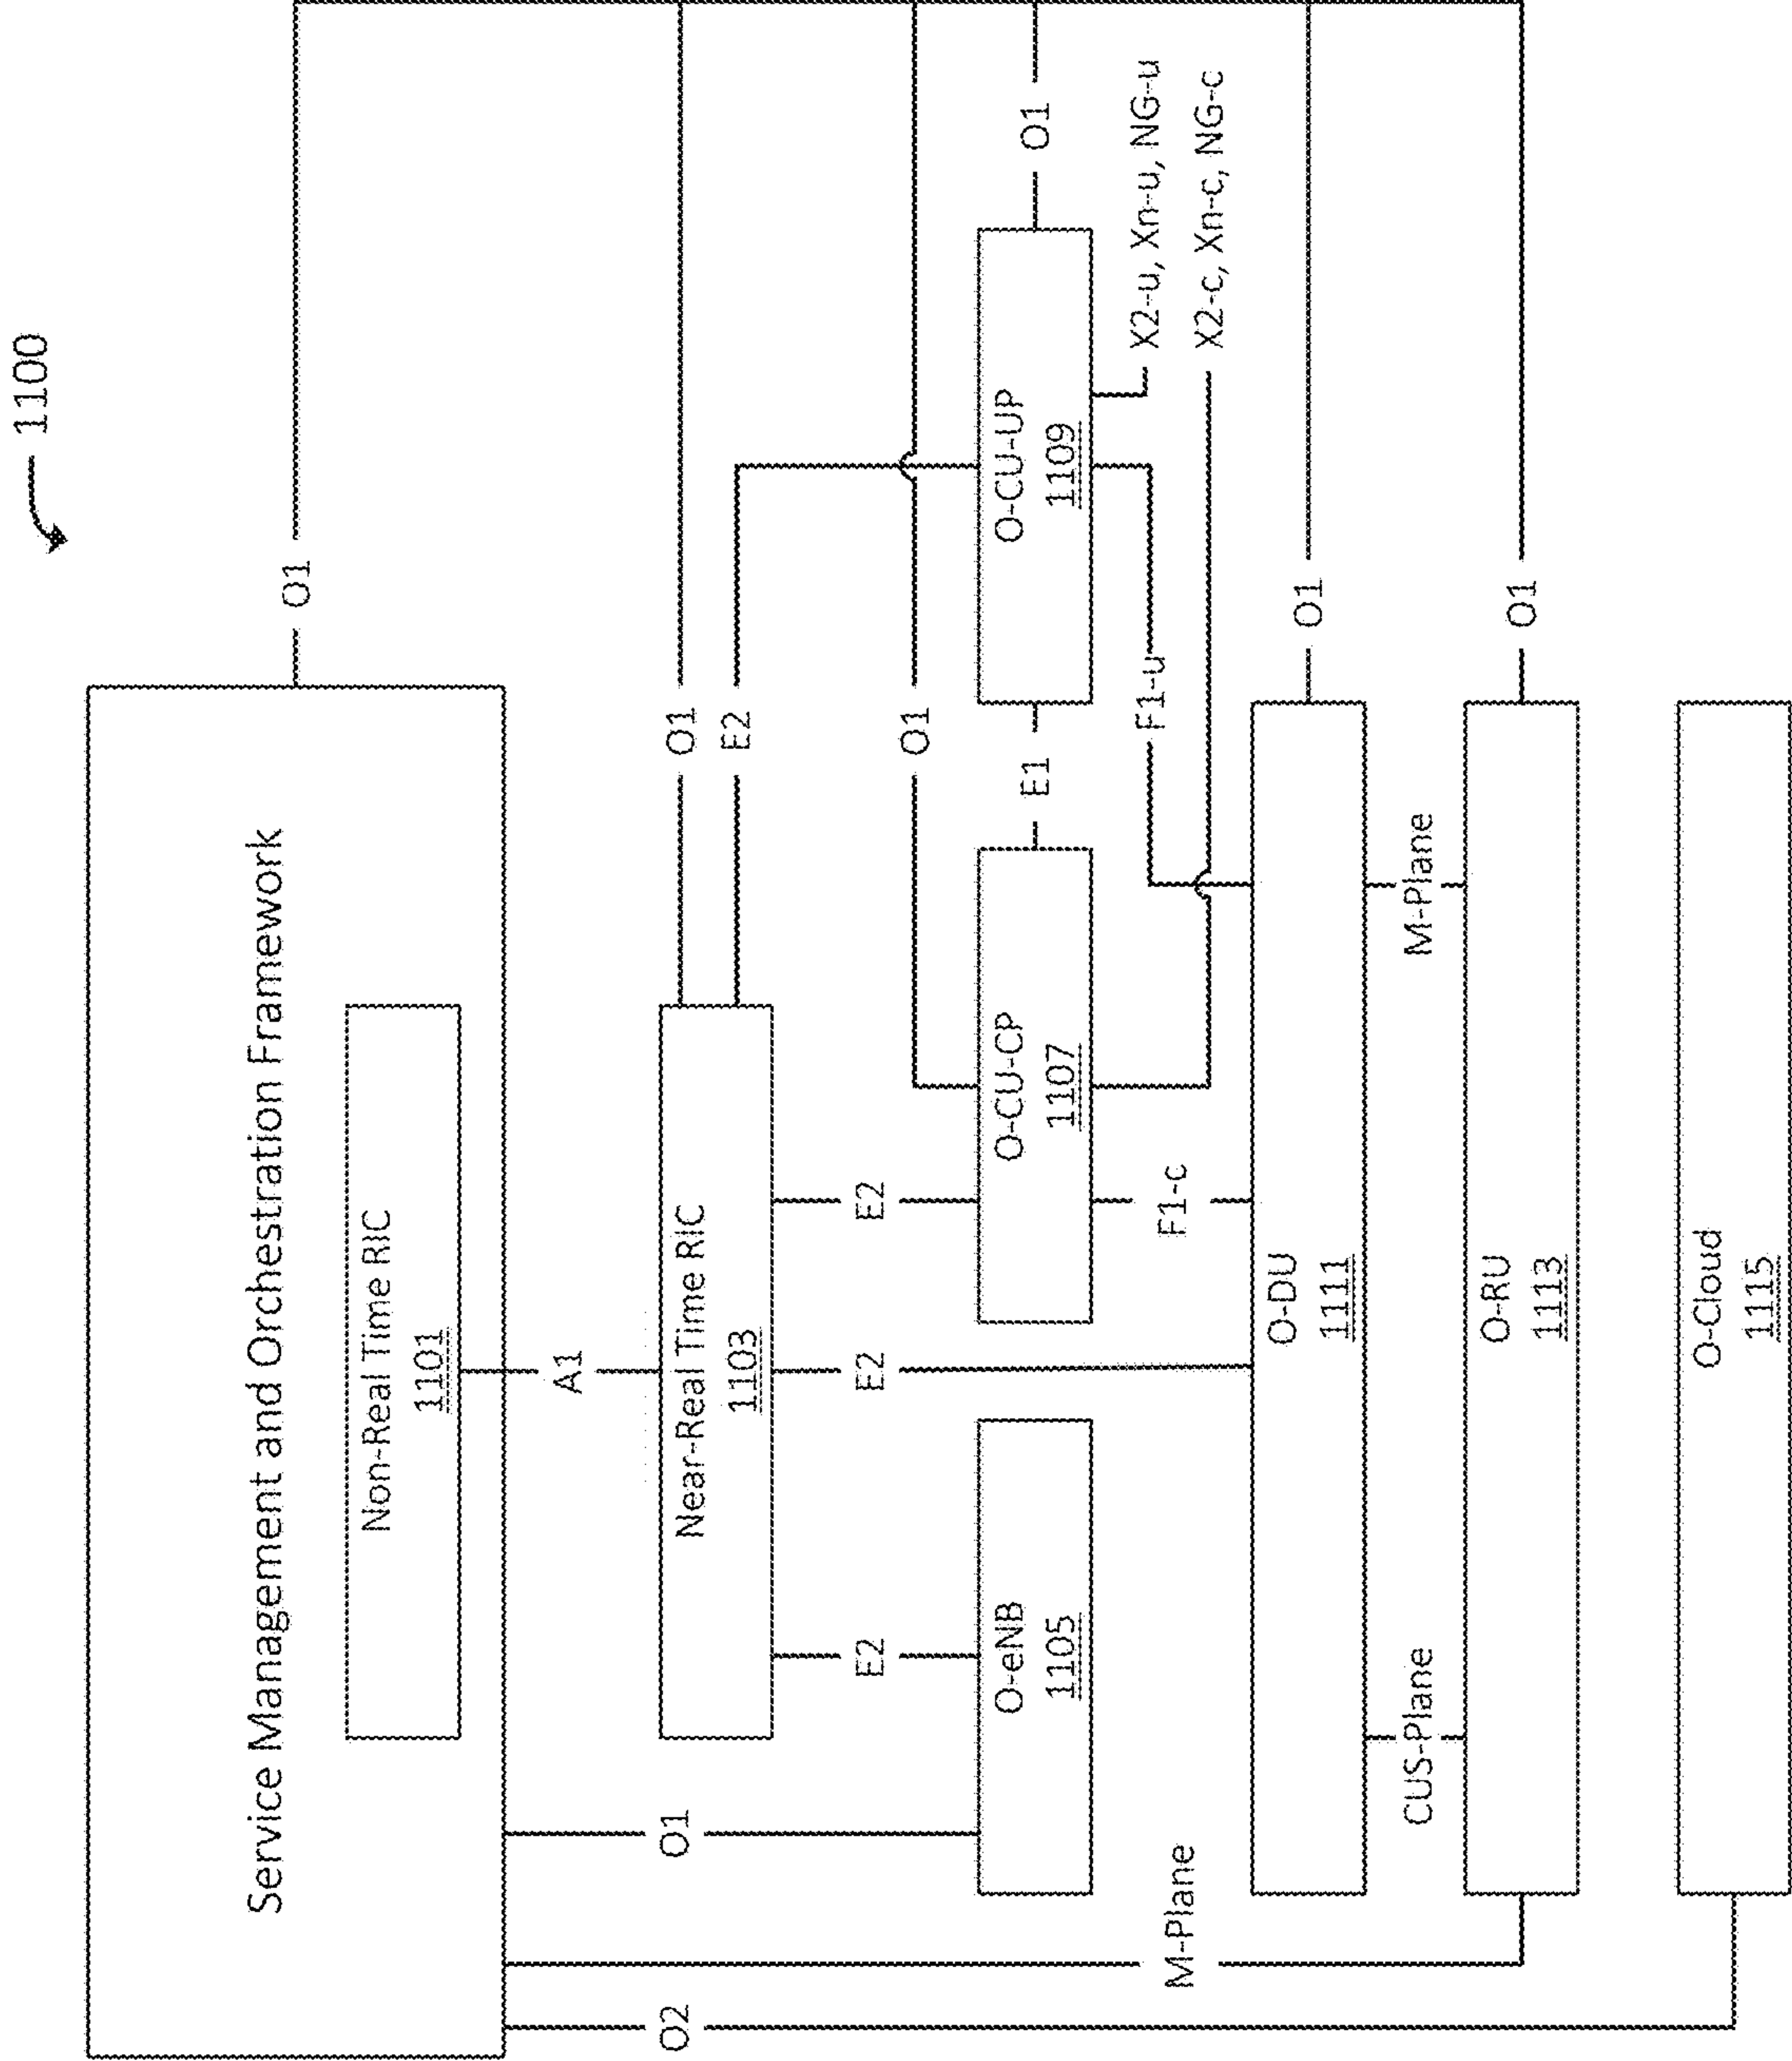 1100
Service Management and Orchestration Framework
O1
Non-Real Time RIC
1101
A1
O1
O2
O1
Near-Real Time RIC
1103
E2
E2
E2
E2
O1
O-eNB
1105
O-CU-CP
1107
E1
O-CU-UP
1109
O1
M-Plane
F1-c
F1-u
X2-u, Xn-u, NG-u
X2-c, Xn-c, NG-c
O-DU
1111
O1
CUS-Plane
M-Plane
O-RU
1113
O1
O-Cloud
1115